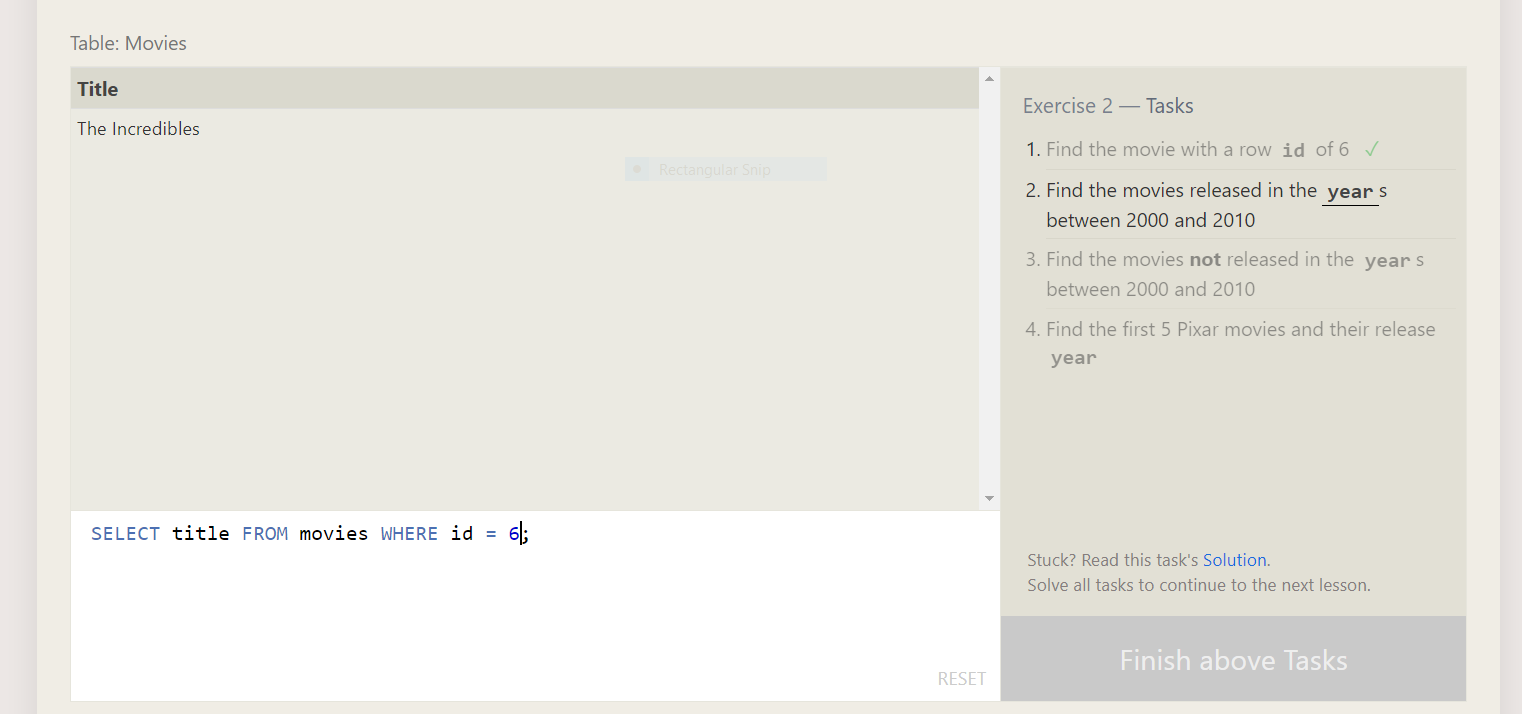 Table: Movies
Title
The Incredibles
Rectangular Snip
SELECT title FROM movies WHERE id = 6;
RESET
Exercise 2 — Tasks
1. Find the movie with a row id of 6 ✓
2. Find the movies released in the year s
between 2000 and 2010
3. Find the movies not released in the year s
between 2000 and 2010
4. Find the first 5 Pixar movies and their release
year
Stuck? Read this task's Solution.
Solve all tasks to continue to the next lesson.
Finish above Tasks